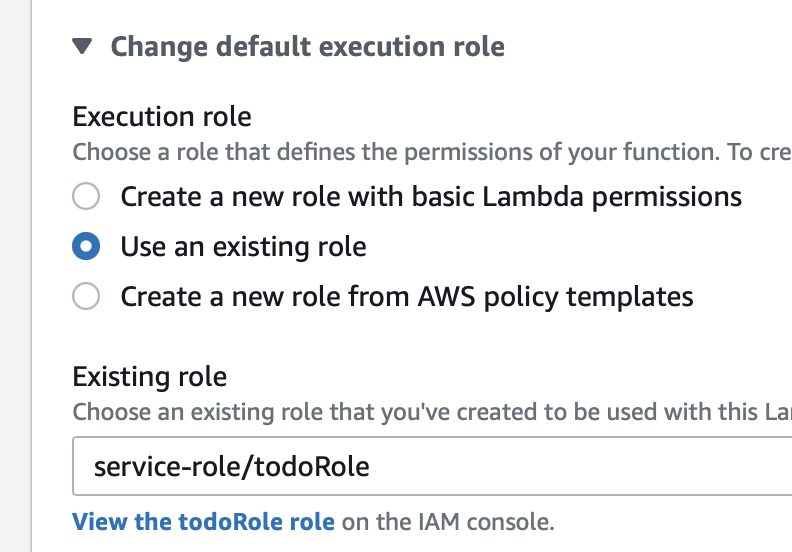 Change default execution role
Execution role
Choose a role that defines the permissions of your function. To cre
Create a new role with basic Lambda permissions
Use an existing role
Create a new role from AWS policy templates
Existing role
Choose an existing role that you've created to be used with this La
service-role/todoRole
View the todoRole role on the IAM console.